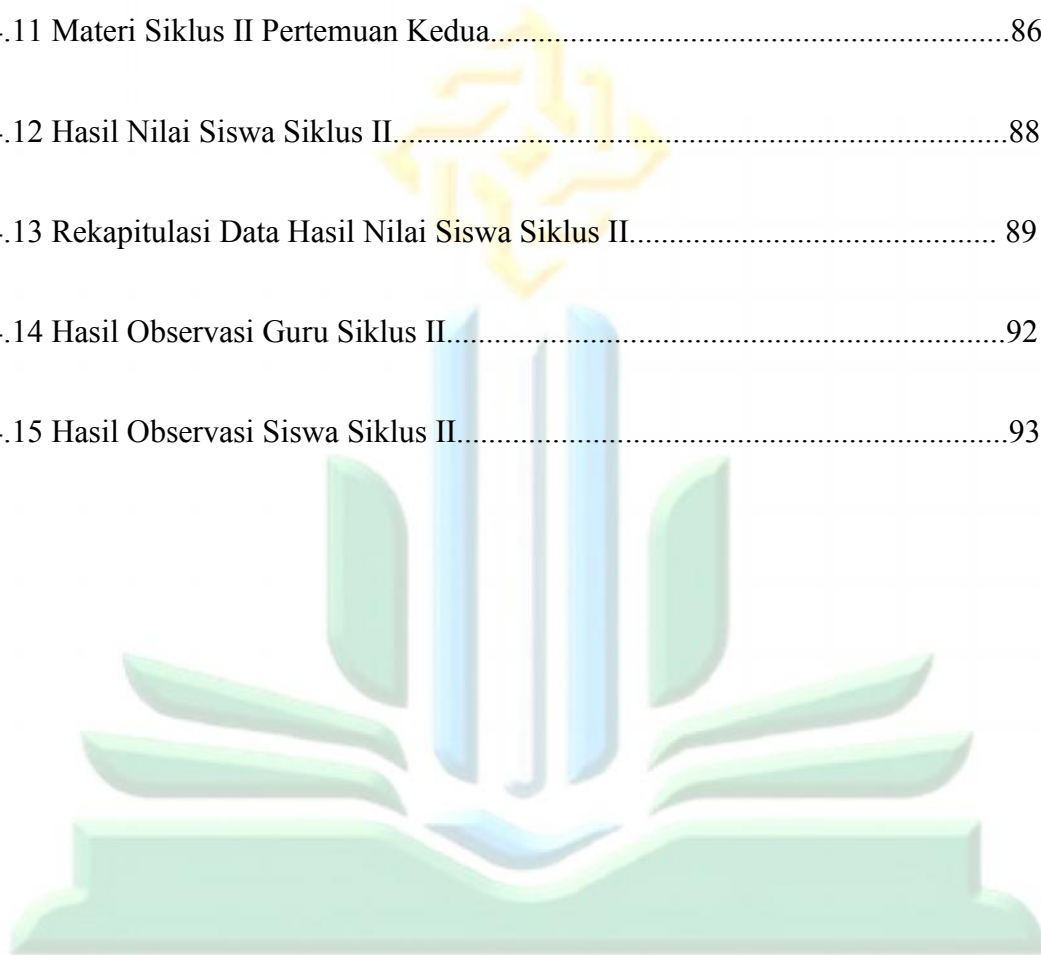 .11 Materi Siklus II Pertemuan Kedua....................................................................86
.12 Hasil Nilai Siswa Siklus II................................................................................88
.13 Rekapitulasi Data Hasil Nilai Siswa Siklus II................................................ 89
.14 Hasil Observasi Guru Siklus II.........................................................................92
.15 Hasil Observasi Siswa Siklus II........................................................................93